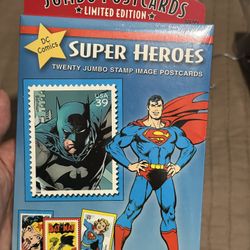 JUMBO POSTCARDS
★ LIMITED EDITION ★
DC Comics
SUPER HEROES
TWENTY JUMBO STAMP IMAGE POSTCARDS
USA
39